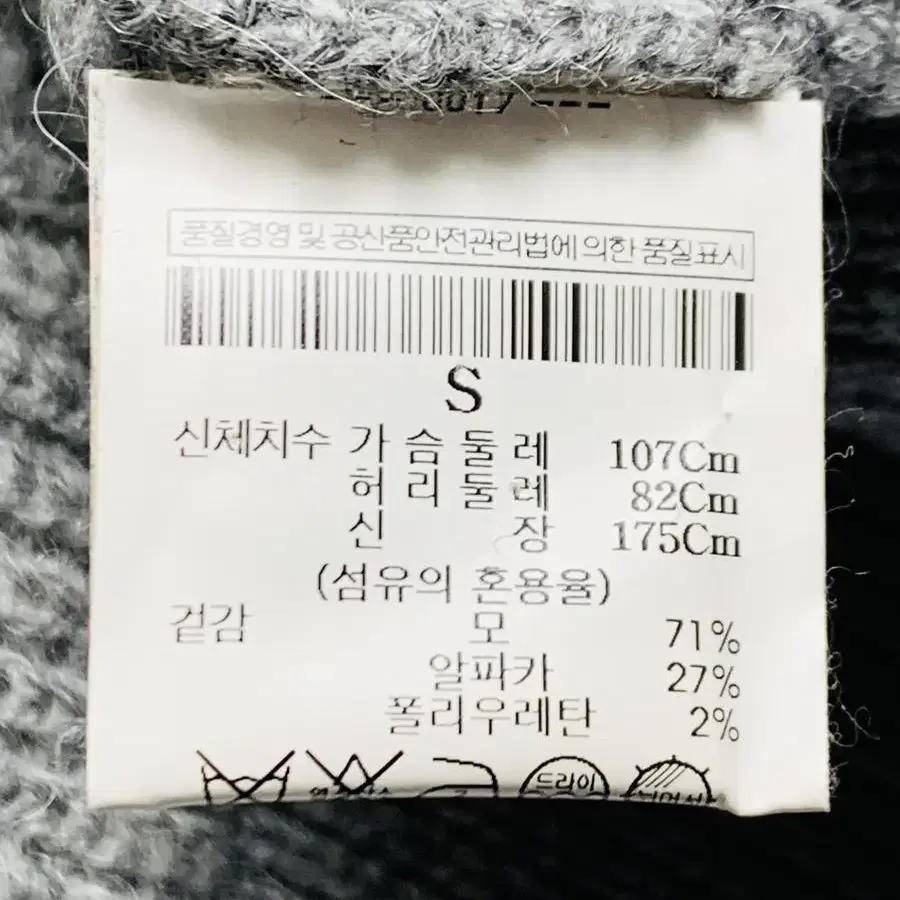 품질경영 및 공산품안전관리법에 의한 품질표시
S
신체치수 가슴둘레 107Cm
허리둘레 82Cm
신장 175Cm
(섬유의 혼용율)
겉감 모 71%
알파카 27%
폴리우레탄 2%
드라이